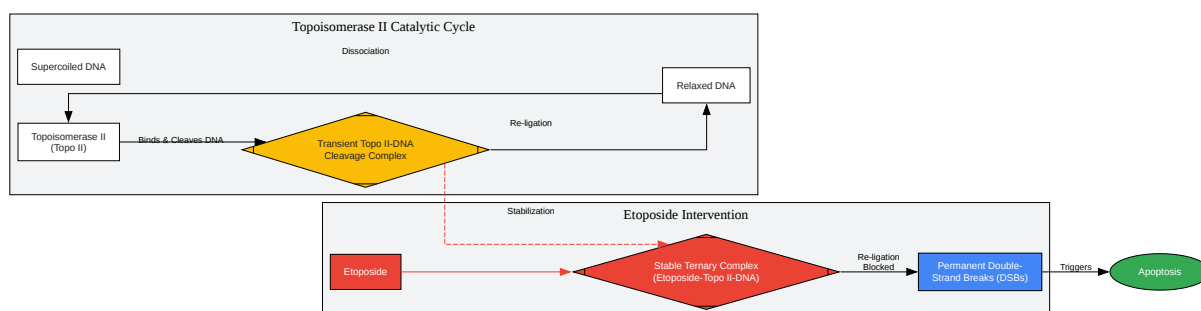 Topoisomerase II Catalytic Cycle
Dissociation
Supercoiled DNA
Relaxed DNA
Topoisomerase II
(Topo II)
Binds & Cleaves DNA
Transient Topo II-DNA
Cleavage Complex
Re-ligation
Stabilization
Etoposide Intervention
Etoposide
Stable Ternary Complex
(Etoposide-Topo II-DNA)
Re-ligation
Blocked
Permanent Double-
Strand Breaks (DSBs)
Triggers
Apoptosis